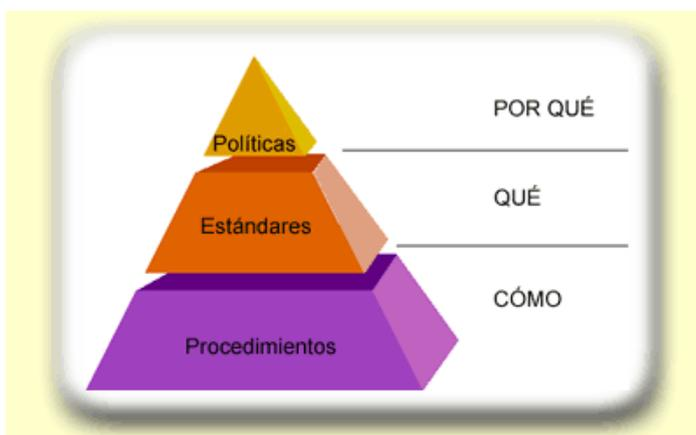 Políticas
POR QUÉ
Estándares
QUÉ
Procedimientos
CÓMO